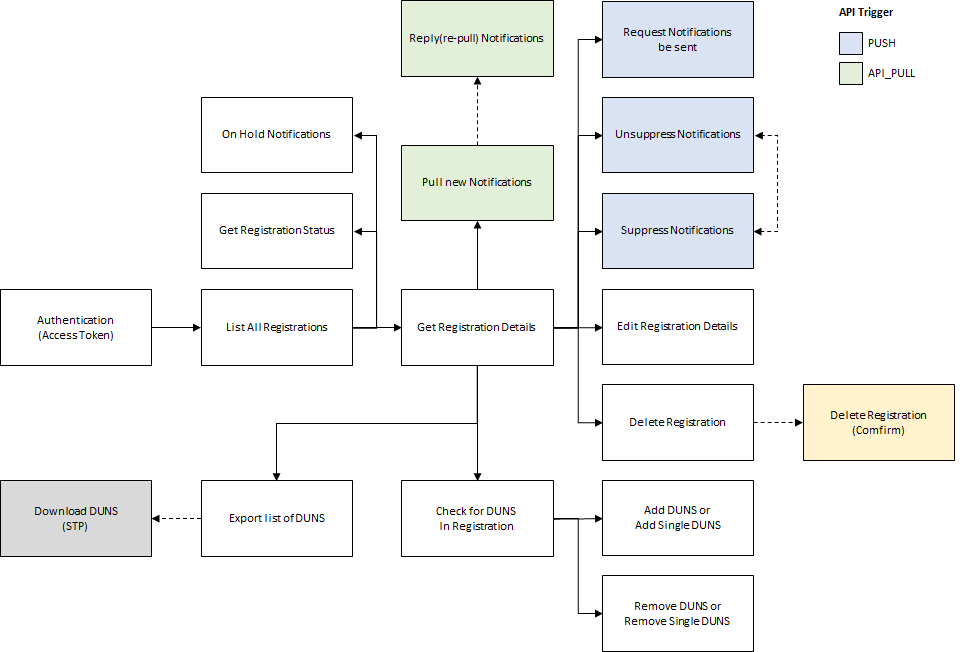 API Trigger
PUSH
API_PULL
Reply(re-pull) Notifications
Request Notifications
be sent
On Hold Notifications
Unsuppress Notifications
Pull new Notifications
Get Registration Status
Suppress Notifications
Authentication
(Access Token)
List All Registrations
Get Registration Details
Edit Registration Details
Delete Registration
Delete Registration
(Comfirm)
Download DUNS
(STP)
Export list of DUNS
Check for DUNS
In Registration
Add DUNS or
Add Single DUNS
Remove DUNS or
Remove Single DUNS